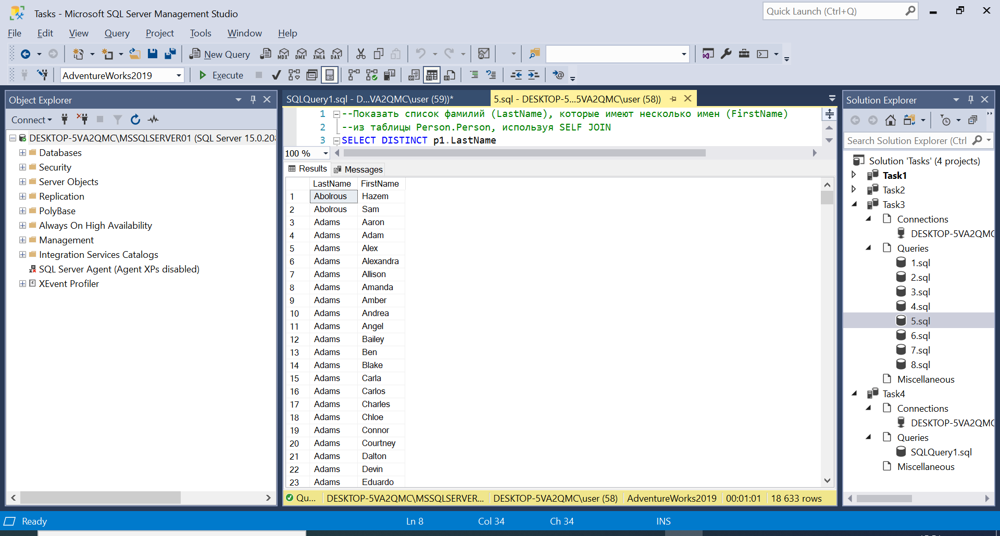 Tasks - Microsoft SQL Server Management Studio
Quick Launch (Ctrl+Q)
File Edit View Query Project Tools Window Help
New Query MDX DMX XMLA DAX
AdventureWorks2019 Execute
Object Explorer
Connect
DESKTOP-5VA2QMC\MSSQLSERVER01 (SQL Server 15.0.20
Databases
Security
Server Objects
Replication
PolyBase
Always On High Availability
Management
Integration Services Catalogs
SQL Server Agent (Agent XPs disabled)
XEvent Profiler
SQLQuery1.sql - D...VA2QMC\user (59))*
5.sql - DESKTOP-5...5VA2QMC\user (58))
1 --Показать список фамилий (LastName), которые имеют несколько имен (FirstName)
2 --из таблицы Person.Person, используя SELF JOIN
3 SELECT DISTINCT p1.LastName
100 %
Results Messages
LastName FirstName
1 Abolrous Hazem
2 Abolrous Sam
3 Adams Aaron
4 Adams Adam
5 Adams Alex
6 Adams Alexandra
7 Adams Allison
8 Adams Amanda
9 Adams Amber
10 Adams Andrea
11 Adams Angel
12 Adams Bailey
13 Adams Ben
14 Adams Blake
15 Adams Carla
16 Adams Carlos
17 Adams Charles
18 Adams Chloe
19 Adams Connor
20 Adams Courtney
21 Adams Dalton
22 Adams Devin
23 Adams Eduardo
Qu... DESKTOP-5VA2QMC\MSSQLSERVER... DESKTOP-5VA2QMC\user (58) AdventureWorks2019 00:01:01 18 633 rows
Solution Explorer
Search Solution Explorer (Ctrl
Solution 'Tasks' (4 projects)
Task1
Task2
Task3
Connections
DESKTOP-5VA2QMC
Queries
1.sql
2.sql
3.sql
4.sql
5.sql
6.sql
7.sql
8.sql
Miscellaneous
Task4
Connections
DESKTOP-5VA2QMC
Queries
SQLQuery1.sql
Miscellaneous
Ready Ln 8 Col 34 Ch 34 INS